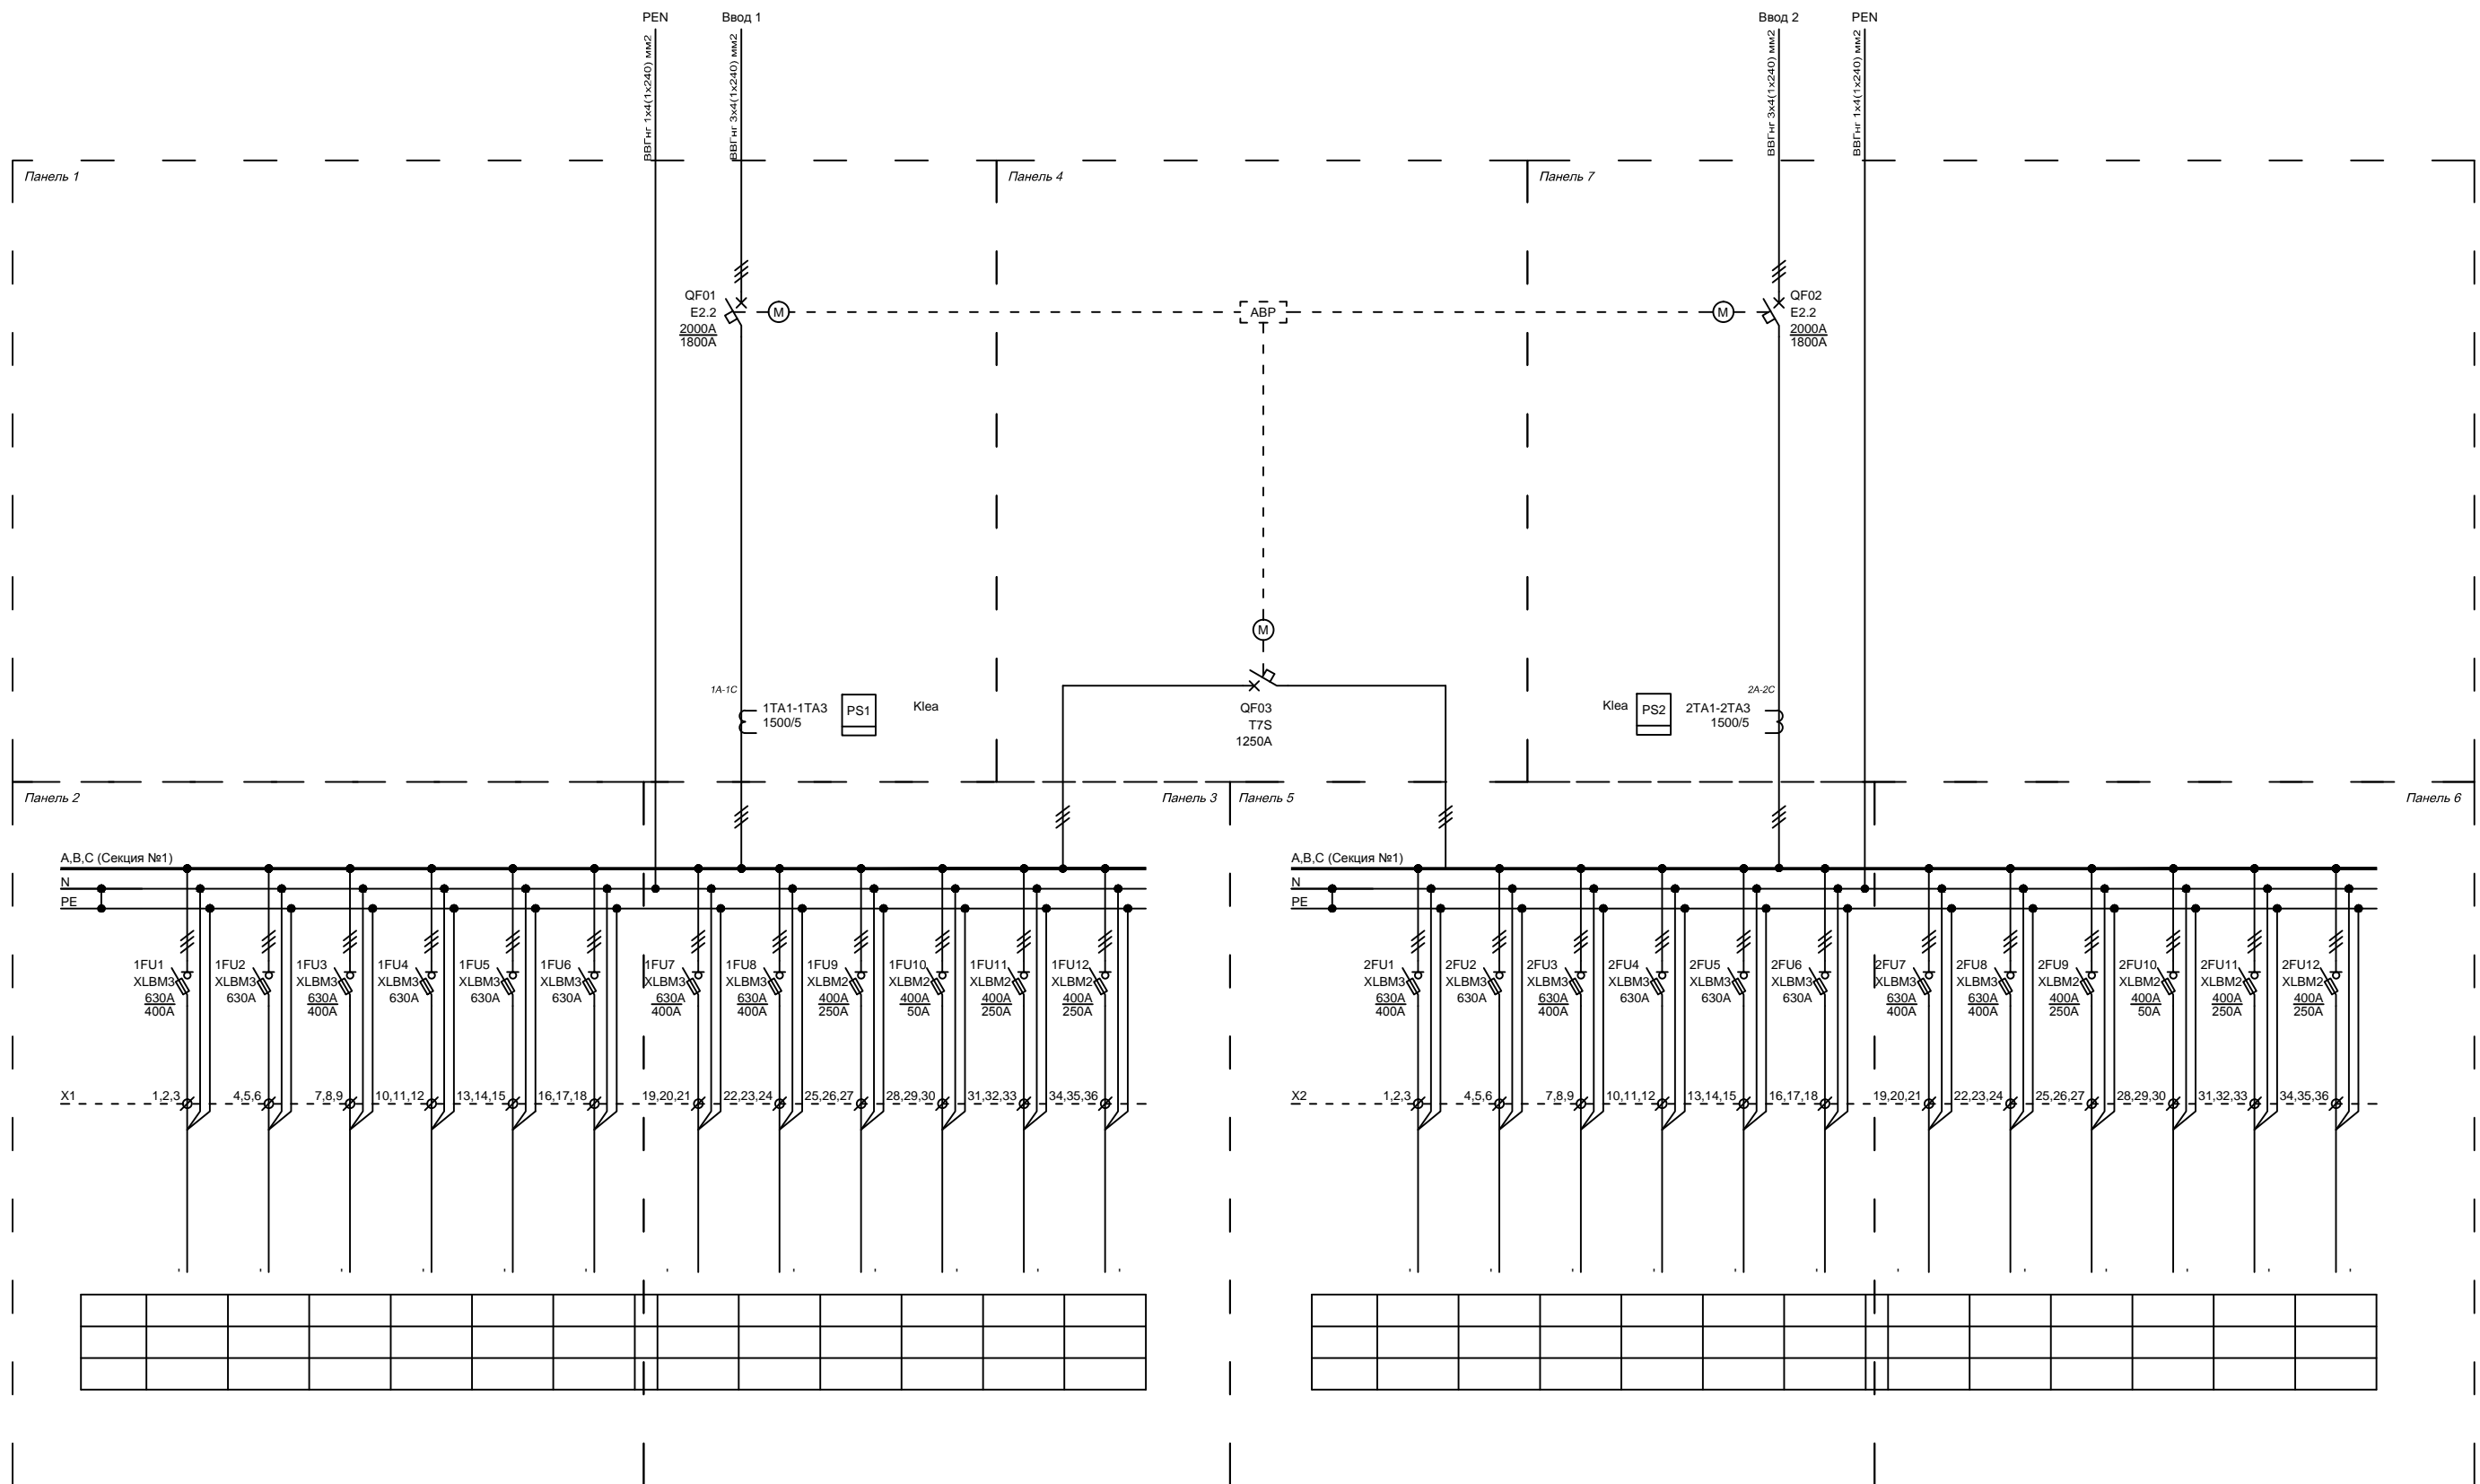 PEN
Ввод 1
Ввод 2
PEN
ВВГнг 1х4(1х240) мм2
ВВГнг 3х4(1х240) мм2
ВВГнг 3х4(1х240) мм2
ВВГнг 1х4(1х240) мм2
Панель 1
Панель 4
Панель 7
QF01
E2.2
2000A
1800A
M
АВР
M
QF02
E2.2
2000A
1800A
M
1A-1C
1TA1-1TA3
1500/5
PS1
Klea
QF03
T7S
1250A
Klea
PS2
2A-2C
2TA1-2TA3
1500/5
Панель 2
Панель 3
Панель 5
Панель 6
A,B,C (Секция №1)
N
PE
A,B,C (Секция №1)
N
PE
1FU1
XLBM3
630A
400A
1FU2
XLBM3
630A
1FU3
XLBM3
630A
400A
1FU4
XLBM3
630A
1FU5
XLBM3
630A
1FU6
XLBM3
630A
1FU7
XLBM3
630A
400A
1FU8
XLBM3
630A
400A
1FU9
XLBM2
400A
250A
1FU10
XLBM2
400A
50A
1FU11
XLBM2
400A
250A
1FU12
XLBM2
400A
250A
2FU1
XLBM3
630A
400A
2FU2
XLBM3
630A
2FU3
XLBM3
630A
400A
2FU4
XLBM3
630A
2FU5
XLBM3
630A
2FU6
XLBM3
630A
2FU7
XLBM3
630A
400A
2FU8
XLBM3
630A
400A
2FU9
XLBM2
400A
250A
2FU10
XLBM2
400A
50A
2FU11
XLBM2
400A
250A
2FU12
XLBM2
400A
250A
X1
1,2,3
4,5,6
7,8,9
10,11,12
13,14,15
16,17,18
19,20,21
22,23,24
25,26,27
28,29,30
31,32,33
34,35,36
X2
1,2,3
4,5,6
7,8,9
10,11,12
13,14,15
16,17,18
19,20,21
22,23,24
25,26,27
28,29,30
31,32,33
34,35,36